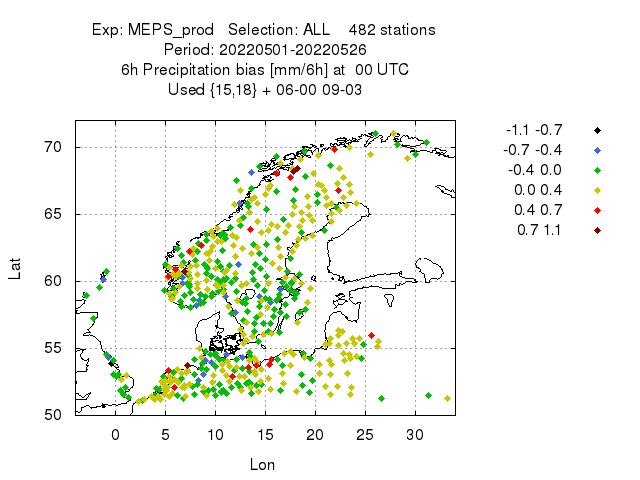 Exp: MEPS_prod   Selection: ALL    482 stations
Period: 20220501-20220526
6h Precipitation bias [mm/6h] at  00 UTC
Used {15,18} + 06-00 09-03
-1.1 -0.7
-0.7 -0.4
-0.4 0.0
0.0 0.4
0.4 0.7
0.7 1.1
70
65
60
55
50
Lat
0 5 10 15 20 25 30
Lon